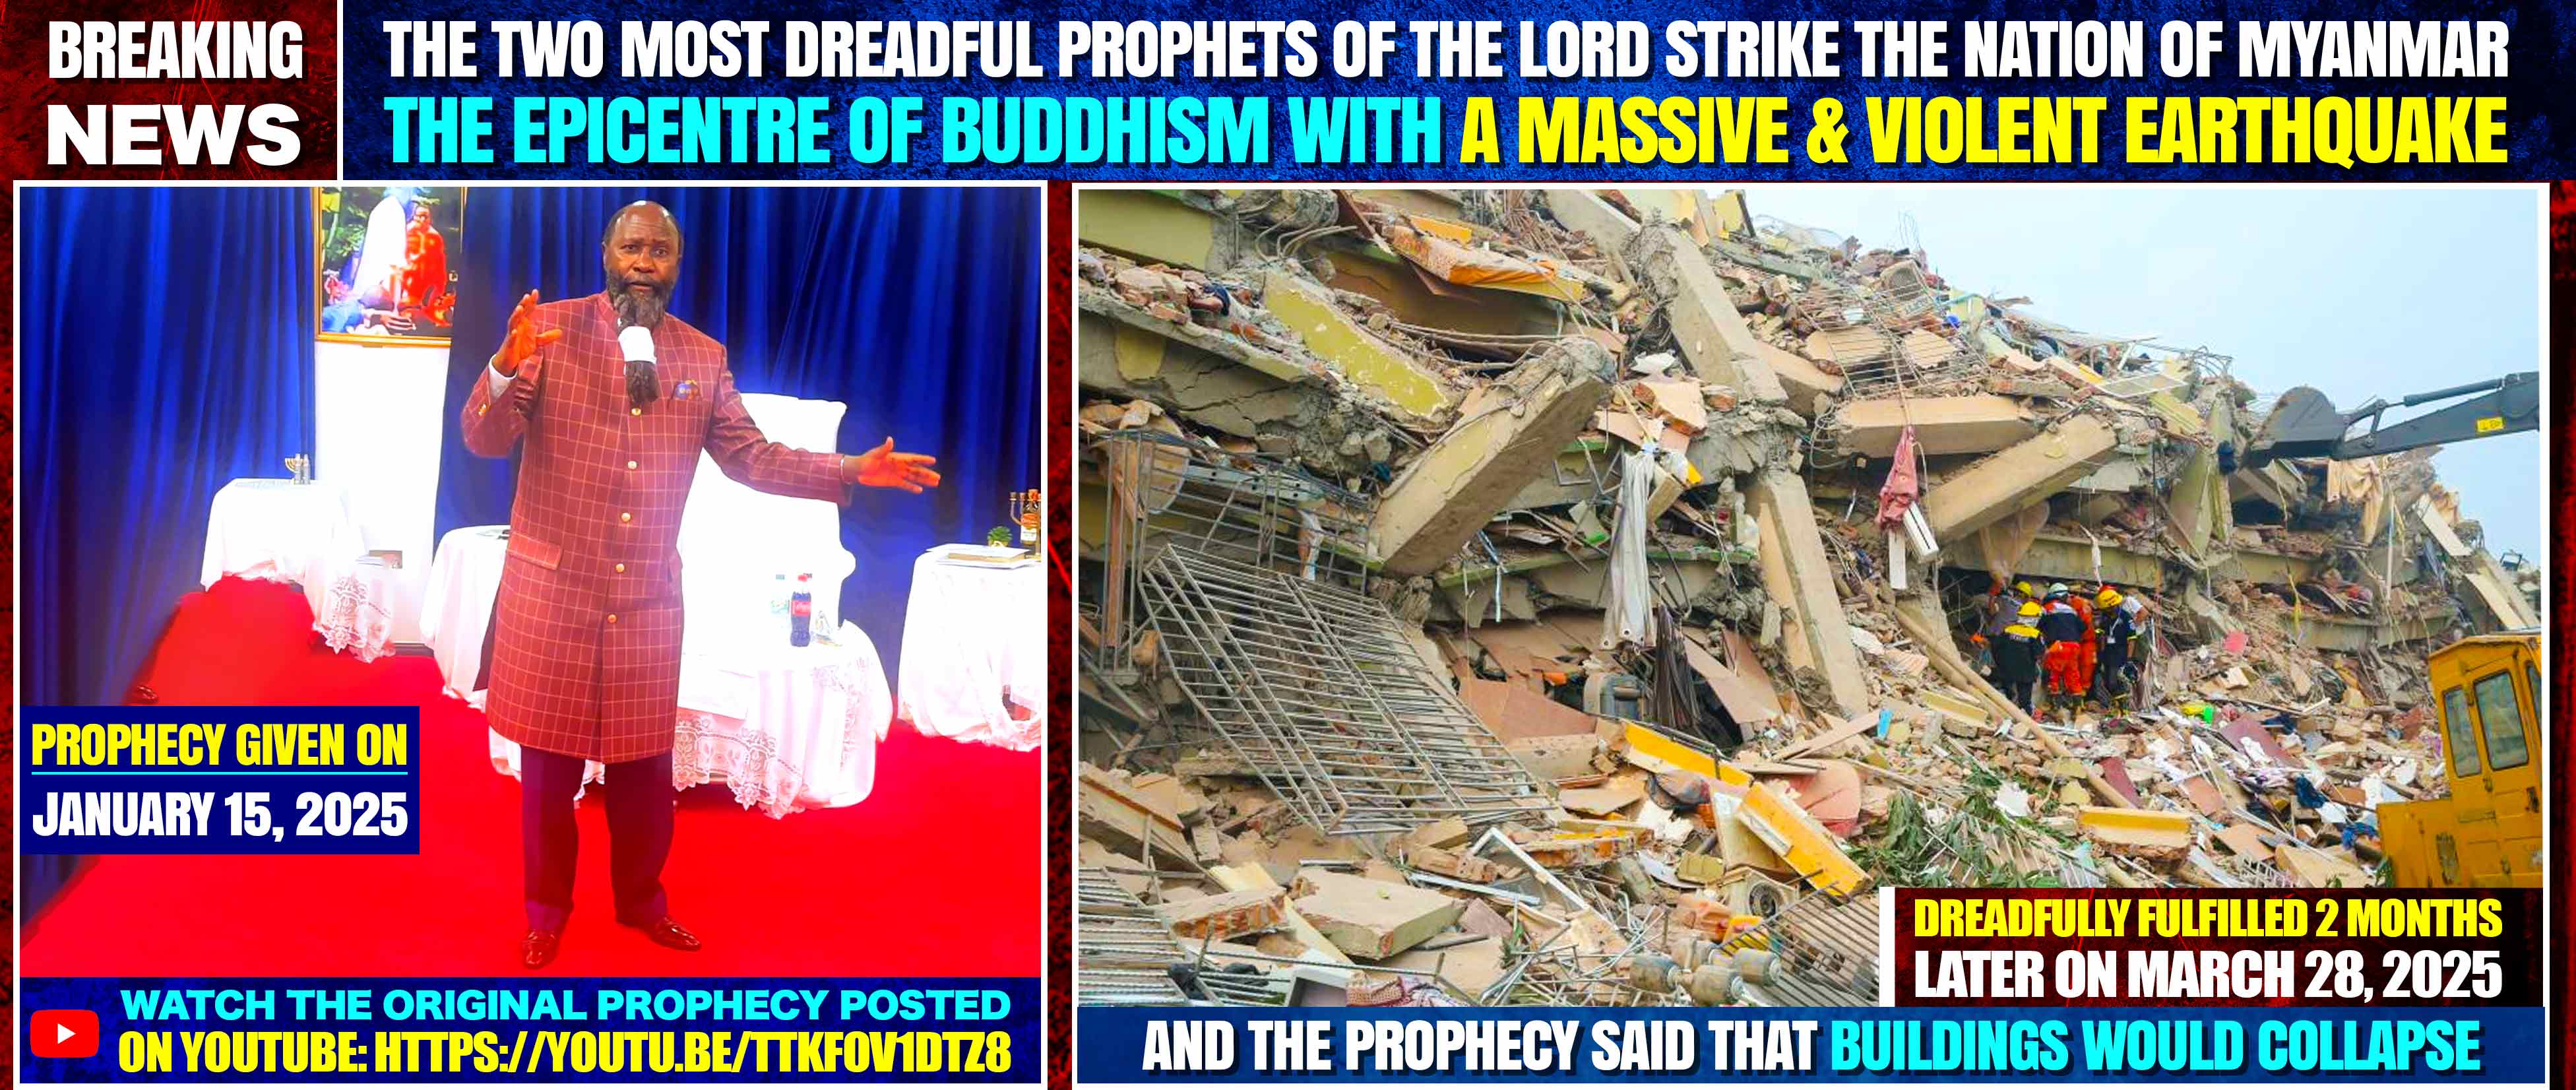 BREAKING
NEWS
THE TWO MOST DREADFUL PROPHETS OF THE LORD STRIKE THE NATION OF MYANMAR
THE EPICENTRE OF BUDDHISM WITH A MASSIVE & VIOLENT EARTHQUAKE
PROPHECY GIVEN ON
JANUARY 15, 2025
WATCH THE ORIGINAL PROPHECY POSTED
ON YOUTUBE: HTTPS://YOUTU.BE/TTKFOV1DTZ8
DREADFULLY FULFILLED 2 MONTHS
LATER ON MARCH 28, 2025
AND THE PROPHECY SAID THAT BUILDINGS WOULD COLLAPSE